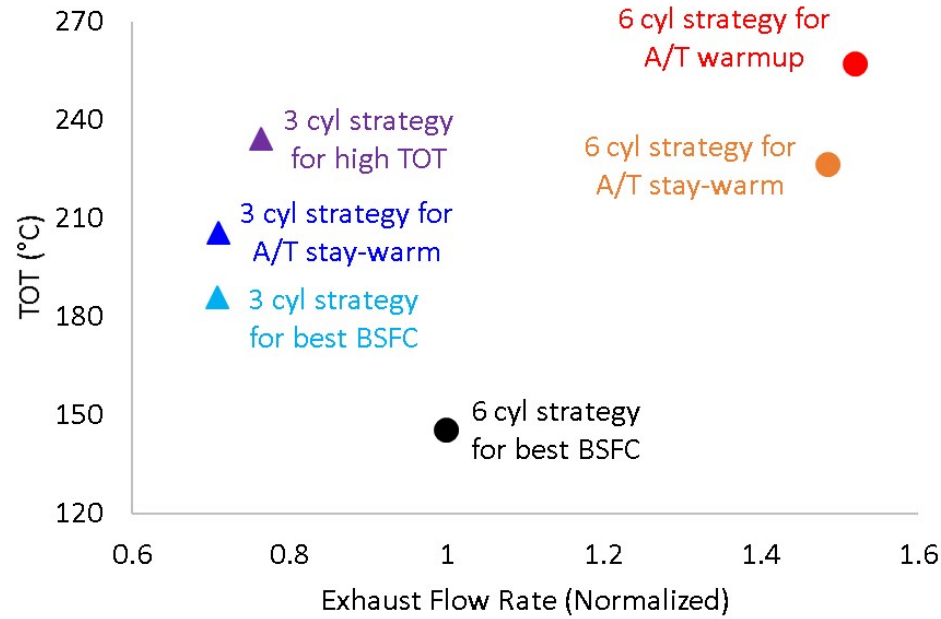 270
6 cyl strategy for
A/T warmup
240
3 cyl strategy
for high TOT
6 cyl strategy for
A/T stay-warm
210
3 cyl strategy for
A/T stay-warm
TOT (°C)
180
3 cyl strategy
for best BSFC
150
6 cyl strategy
for best BSFC
120
0.6 0.8 1 1.2 1.4 1.6
Exhaust Flow Rate (Normalized)